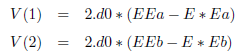 V(1) = 2.d0 ∗ (EEa − E ∗ Ea)
V(2) = 2.d0 ∗ (EEb − E ∗ Eb)